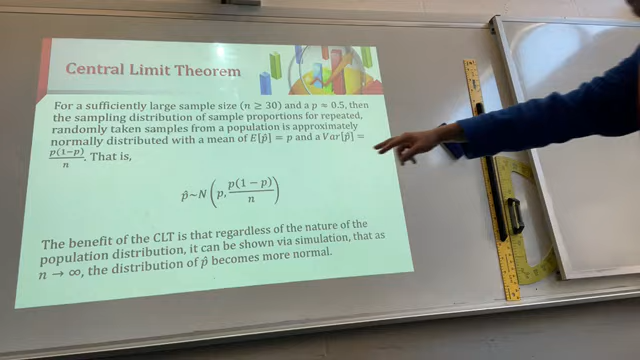 Central Limit Theorem
For a sufficiently large sample size (n ≥ 30) and a p ≈ 0.5, then
the sampling distribution of sample proportions for repeated,
randomly taken samples from a population is approximately
normally distributed with a mean of E[p̂] = p and a Var[p̂] =
p(1−p)/n. That is,
p̂~N(p, p(1 − p)/n)
The benefit of the CLT is that regardless of the nature of the
population distribution, it can be shown via simulation, that as
n → ∞, the distribution of p̂ becomes more normal.